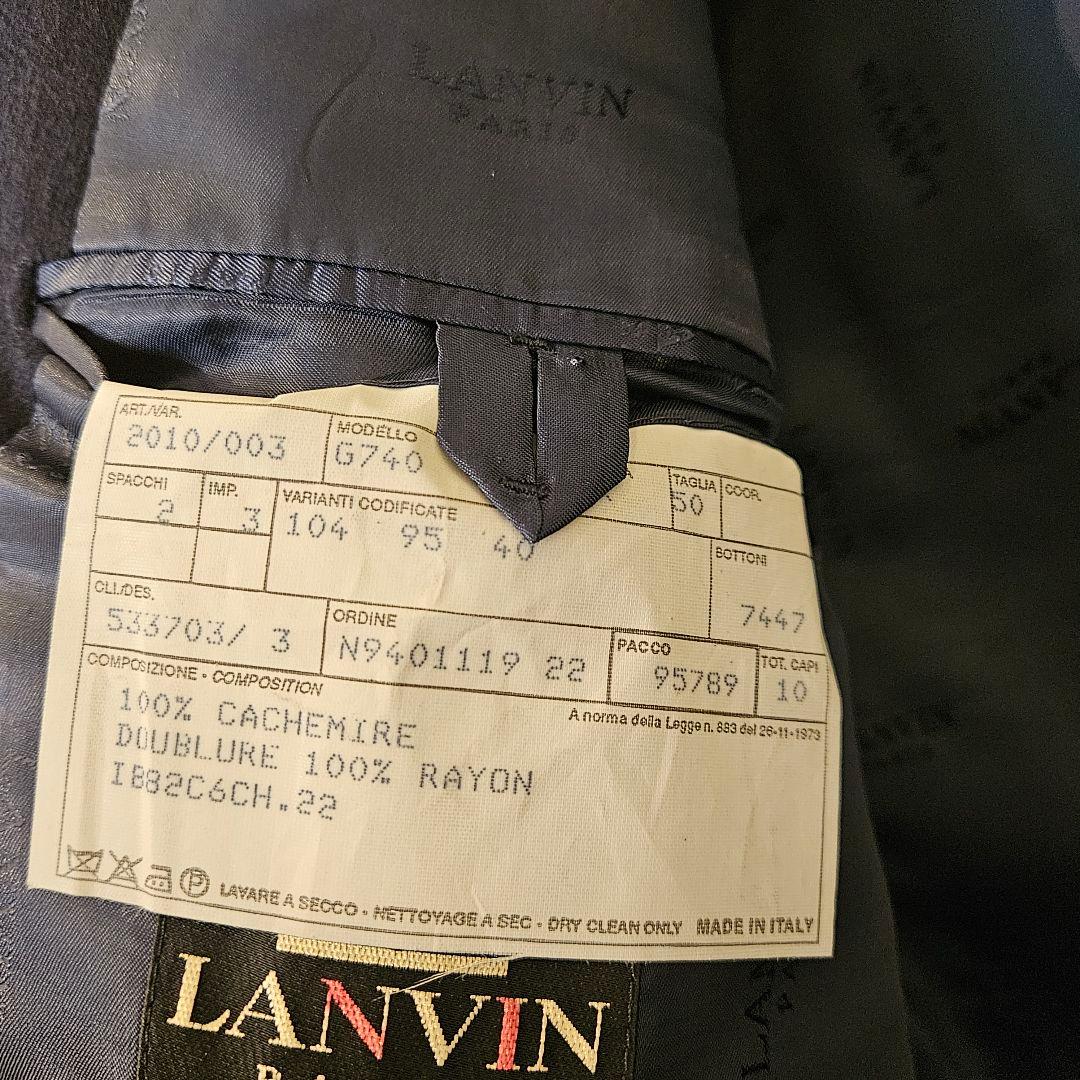 LANVIN
PARIS
ART./VAR.
2010/003
MODELLO
G740
TAGLIA
50
COOR.
SPACCHI
2
IMP.
3
VARIANTI CODIFICATE
104 95 40
BOTTONI
7447
CLI./DES.
533703/ 3
ORDINE
N9401119 22
PACCO
95789
TOT. CAPI
10
COMPOSIZIONE - COMPOSITION
A norma della Legge n. 883 del 26-11-1973
100% CACHEMIRE
DOUBLURE 100% RAYON
I882C6CH.22
P LAVARE A SECCO - NETTOYAGE A SEC - DRY CLEAN ONLY MADE IN ITALY
LANVIN